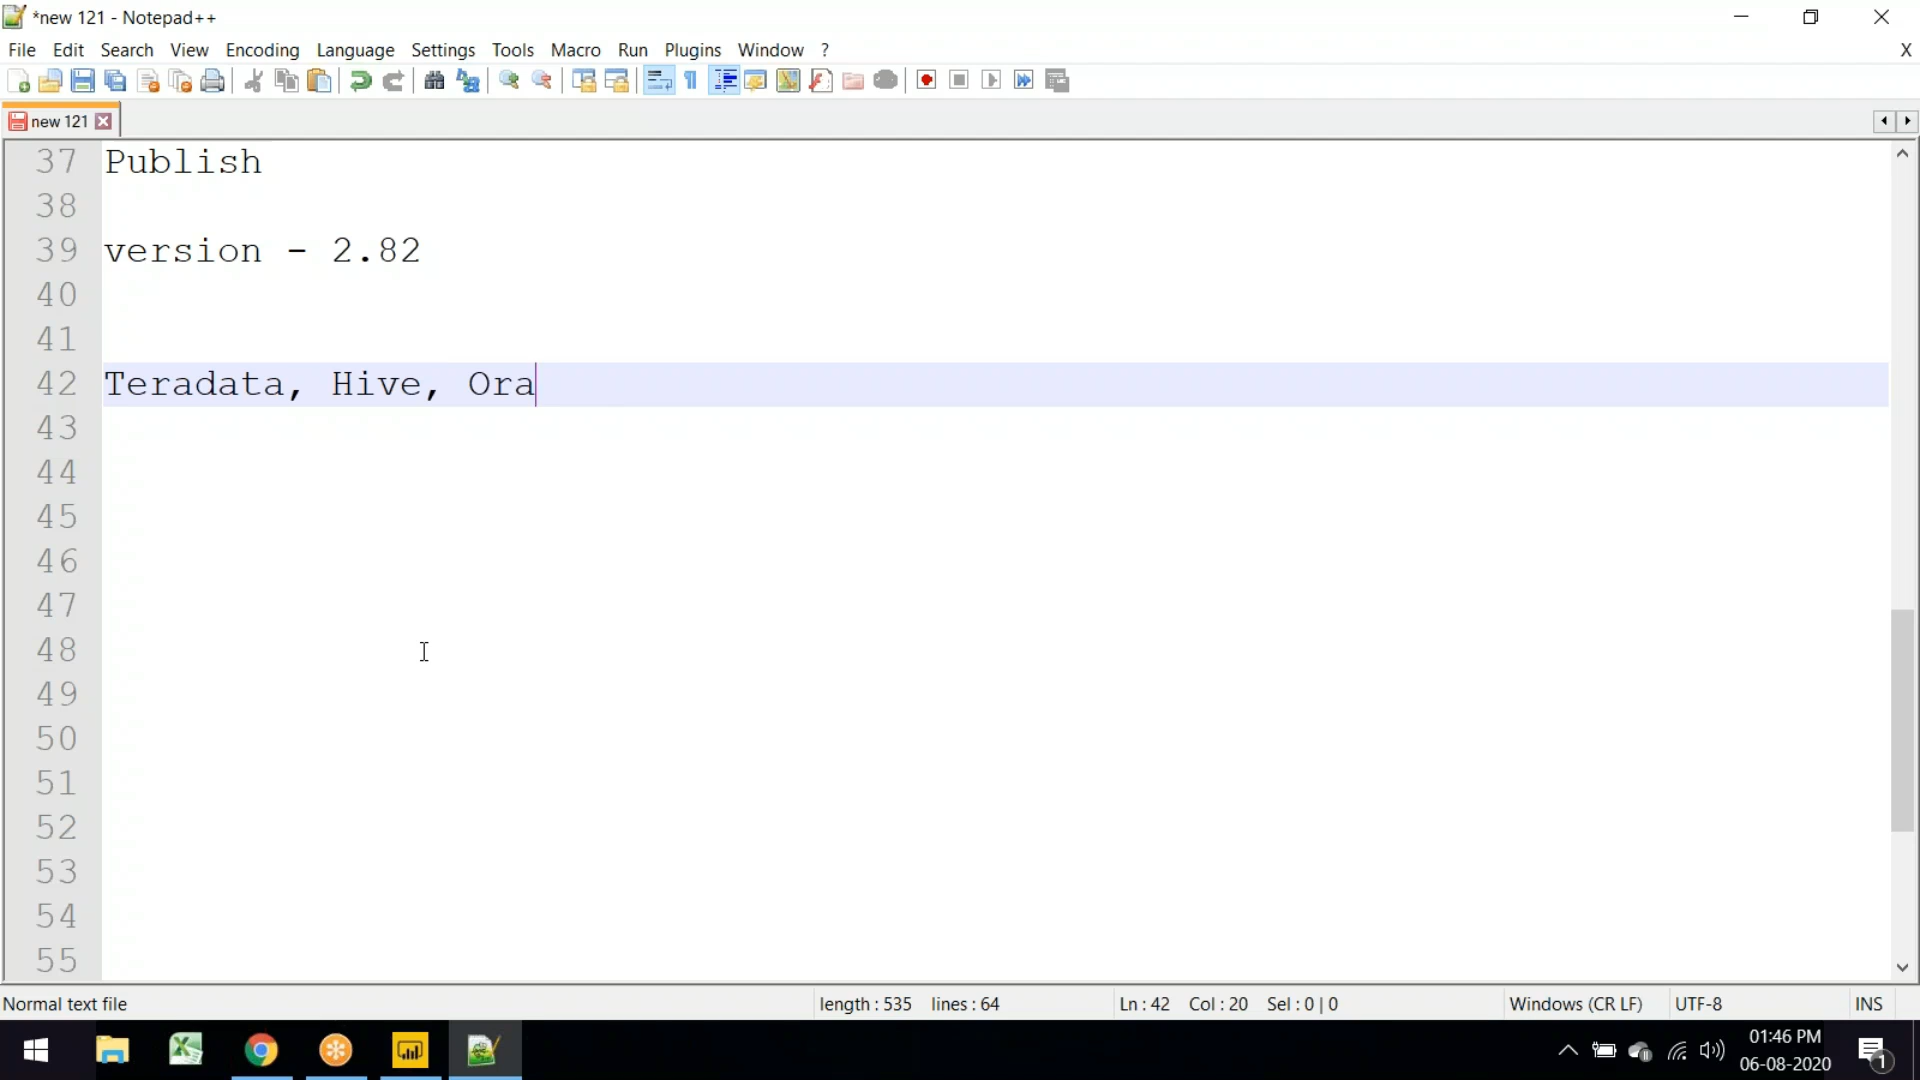 *new 121 - Notepad++
File Edit Search View Encoding Language Settings Tools Macro Run Plugins Window ? X
new 121
37 Publish
38
39 version - 2.82
40
41
42 Teradata, Hive, Ora
43
44
45
46
47
48
49
50
51
52
53
54
55
Normal text file length : 535 lines : 64 Ln : 42 Col : 20 Sel : 0 | 0 Windows (CR LF) UTF-8 INS
01:46 PM
06-08-2020
1